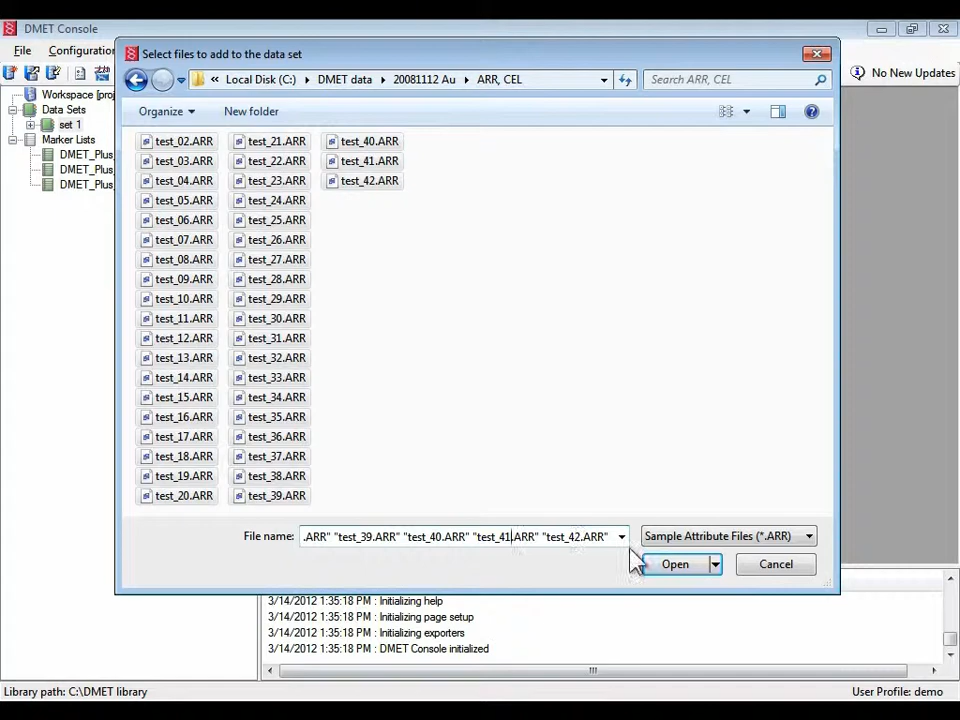 DMET Console
File
Configuration
No New Updates
Workspace [proj
Data Sets
set 1
Marker Lists
DMET_Plus_
DMET_Plus_
DMET_Plus_
Select files to add to the data set
« Local Disk (C:) DMET data 20081112 Au ARR, CEL
Search ARR, CEL
Organize New folder
test_02.ARR test_21.ARR test_40.ARR
test_03.ARR test_22.ARR test_41.ARR
test_04.ARR test_23.ARR test_42.ARR
test_05.ARR test_24.ARR
test_06.ARR test_25.ARR
test_07.ARR test_26.ARR
test_08.ARR test_27.ARR
test_09.ARR test_28.ARR
test_10.ARR test_29.ARR
test_11.ARR test_30.ARR
test_12.ARR test_31.ARR
test_13.ARR test_32.ARR
test_14.ARR test_33.ARR
test_15.ARR test_34.ARR
test_16.ARR test_35.ARR
test_17.ARR test_36.ARR
test_18.ARR test_37.ARR
test_19.ARR test_38.ARR
test_20.ARR test_39.ARR
File name: .ARR" "test_39.ARR" "test_40.ARR" "test_41.ARR" "test_42.ARR" Sample Attribute Files (*.ARR)
Open Cancel
3/14/2012 1:35:18 PM : Initializing help
3/14/2012 1:35:18 PM : Initializing page setup
3/14/2012 1:35:18 PM : Initializing exporters
3/14/2012 1:35:18 PM : DMET Console initialized
Library path: C:\DMET library
User Profile: demo